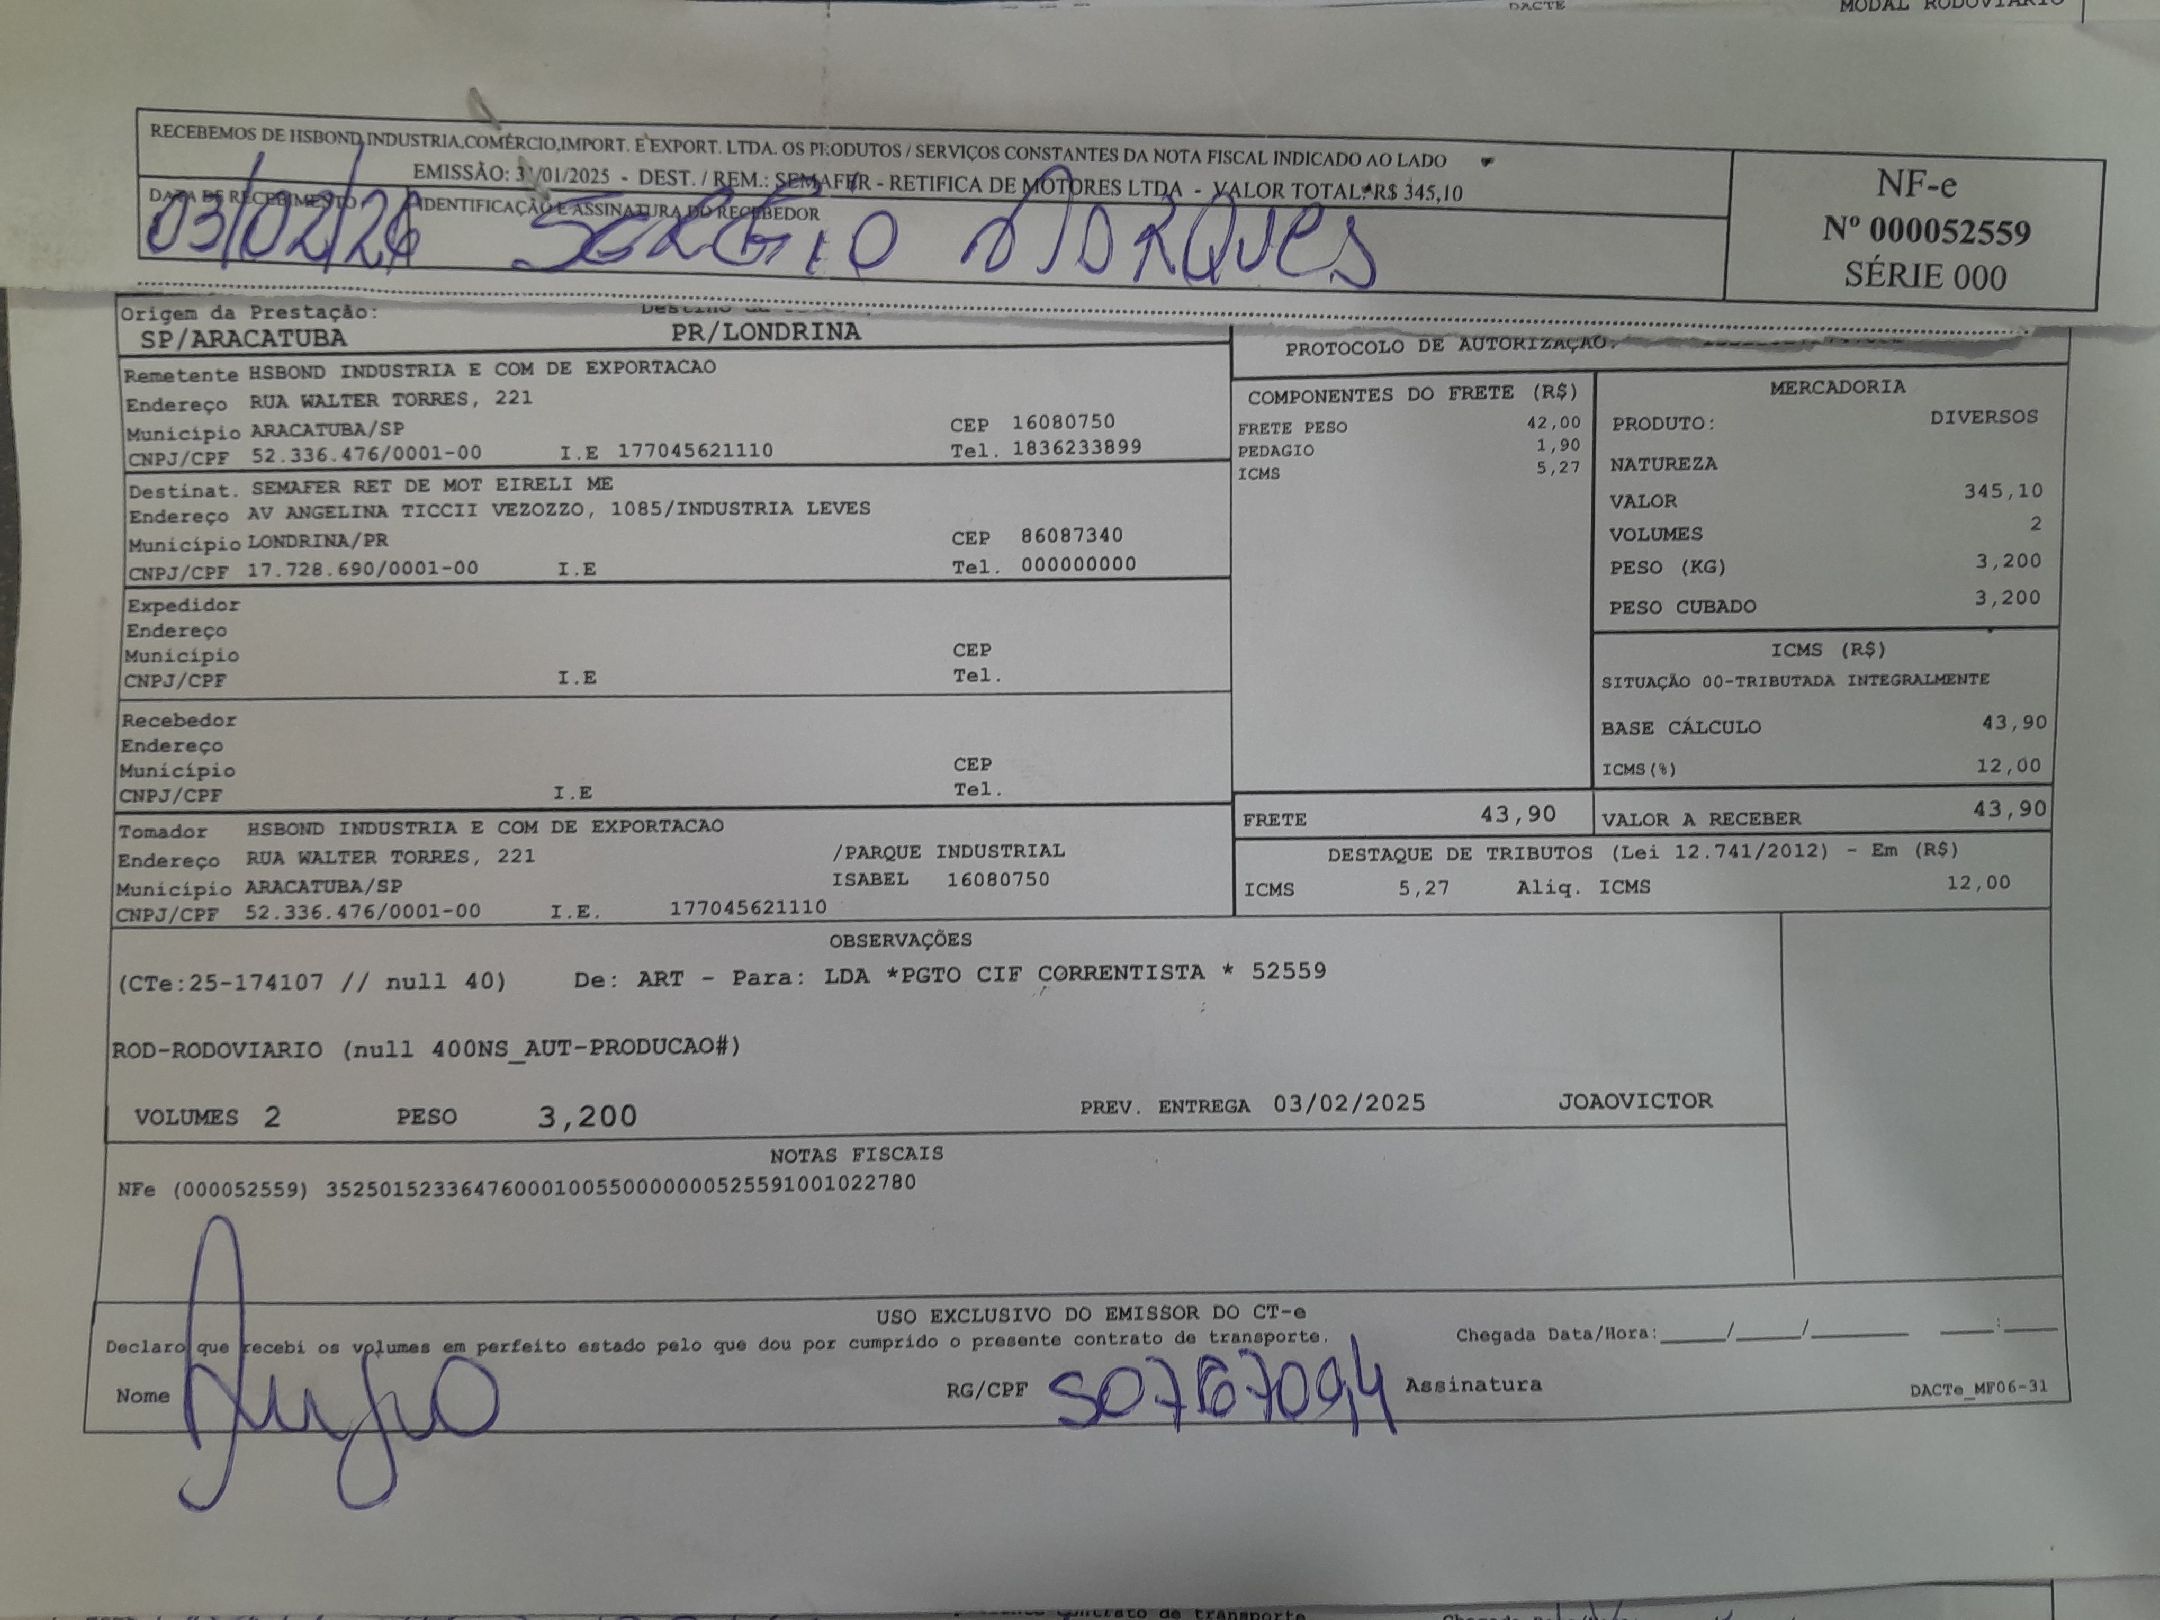 DACTE
MODAL RODOVIÁRIO
RECEBEMOS DE HSBOND INDUSTRIA,COMÉRCIO,IMPORT. E EXPORT. LTDA. OS PRODUTOS / SERVIÇOS CONSTANTES DA NOTA FISCAL INDICADO AO LADO
EMISSÃO: 31/01/2025 - DEST. / REM.: SEMAFER - RETIFICA DE MOTORES LTDA - VALOR TOTAL: R$ 345,10
DATA DE RECEBIMENTO IDENTIFICAÇÃO E ASSINATURA DO RECEBEDOR
03/02/26 SERGIO MARQUES
NF-e
Nº 000052559
SÉRIE 000
Origem da Prestação:
SP/ARACATUBA PR/LONDRINA
Remetente HSBOND INDUSTRIA E COM DE EXPORTACAO
Endereço RUA WALTER TORRES, 221
Município ARACATUBA/SP CEP 16080750
CNPJ/CPF 52.336.476/0001-00 I.E 177045621110 Tel. 1836233899
Destinat. SEMAFER RET DE MOT EIRELI ME
Endereço AV ANGELINA TICCII VEZOZZO, 1085/INDUSTRIA LEVES
Município LONDRINA/PR CEP 86087340
CNPJ/CPF 17.728.690/0001-00 I.E Tel. 000000000
Expedidor
Endereço
Município CEP
CNPJ/CPF I.E Tel.
Recebedor
Endereço
Município CEP
CNPJ/CPF I.E Tel.
Tomador HSBOND INDUSTRIA E COM DE EXPORTACAO
Endereço RUA WALTER TORRES, 221 /PARQUE INDUSTRIAL
Município ARACATUBA/SP ISABEL 16080750
CNPJ/CPF 52.336.476/0001-00 I.E. 177045621110
PROTOCOLO DE AUTORIZAÇÃO:
COMPONENTES DO FRETE (R$)
FRETE PESO 42,00
PEDAGIO 1,90
ICMS 5,27
MERCADORIA
PRODUTO: DIVERSOS
NATUREZA
VALOR 345,10
VOLUMES 2
PESO (KG) 3,200
PESO CUBADO 3,200
ICMS (R$)
SITUAÇÃO 00-TRIBUTADA INTEGRALMENTE
BASE CÁLCULO 43,90
ICMS(%) 12,00
FRETE 43,90 VALOR A RECEBER 43,90
DESTAQUE DE TRIBUTOS (Lei 12.741/2012) - Em (R$)
ICMS 5,27 Aliq. ICMS 12,00
OBSERVAÇÕES
(CTe:25-174107 // null 40) De: ART - Para: LDA *PGTO CIF CORRENTISTA * 52559
ROD-RODOVIARIO (null 400NS_AUT-PRODUCAO#)
VOLUMES 2 PESO 3,200 PREV. ENTREGA 03/02/2025 JOAOVICTOR
NOTAS FISCAIS
NFe (000052559) 35250152336476000100550000000525591001022780
USO EXCLUSIVO DO EMISSOR DO CT-e
Declaro que recebi os volumes em perfeito estado pelo que dou por cumprido o presente contrato de transporte. Chegada Data/Hora:____/____/______ ____:____
Nome RG/CPF Assinatura
DACTe_MF06-31
contrato de transporte